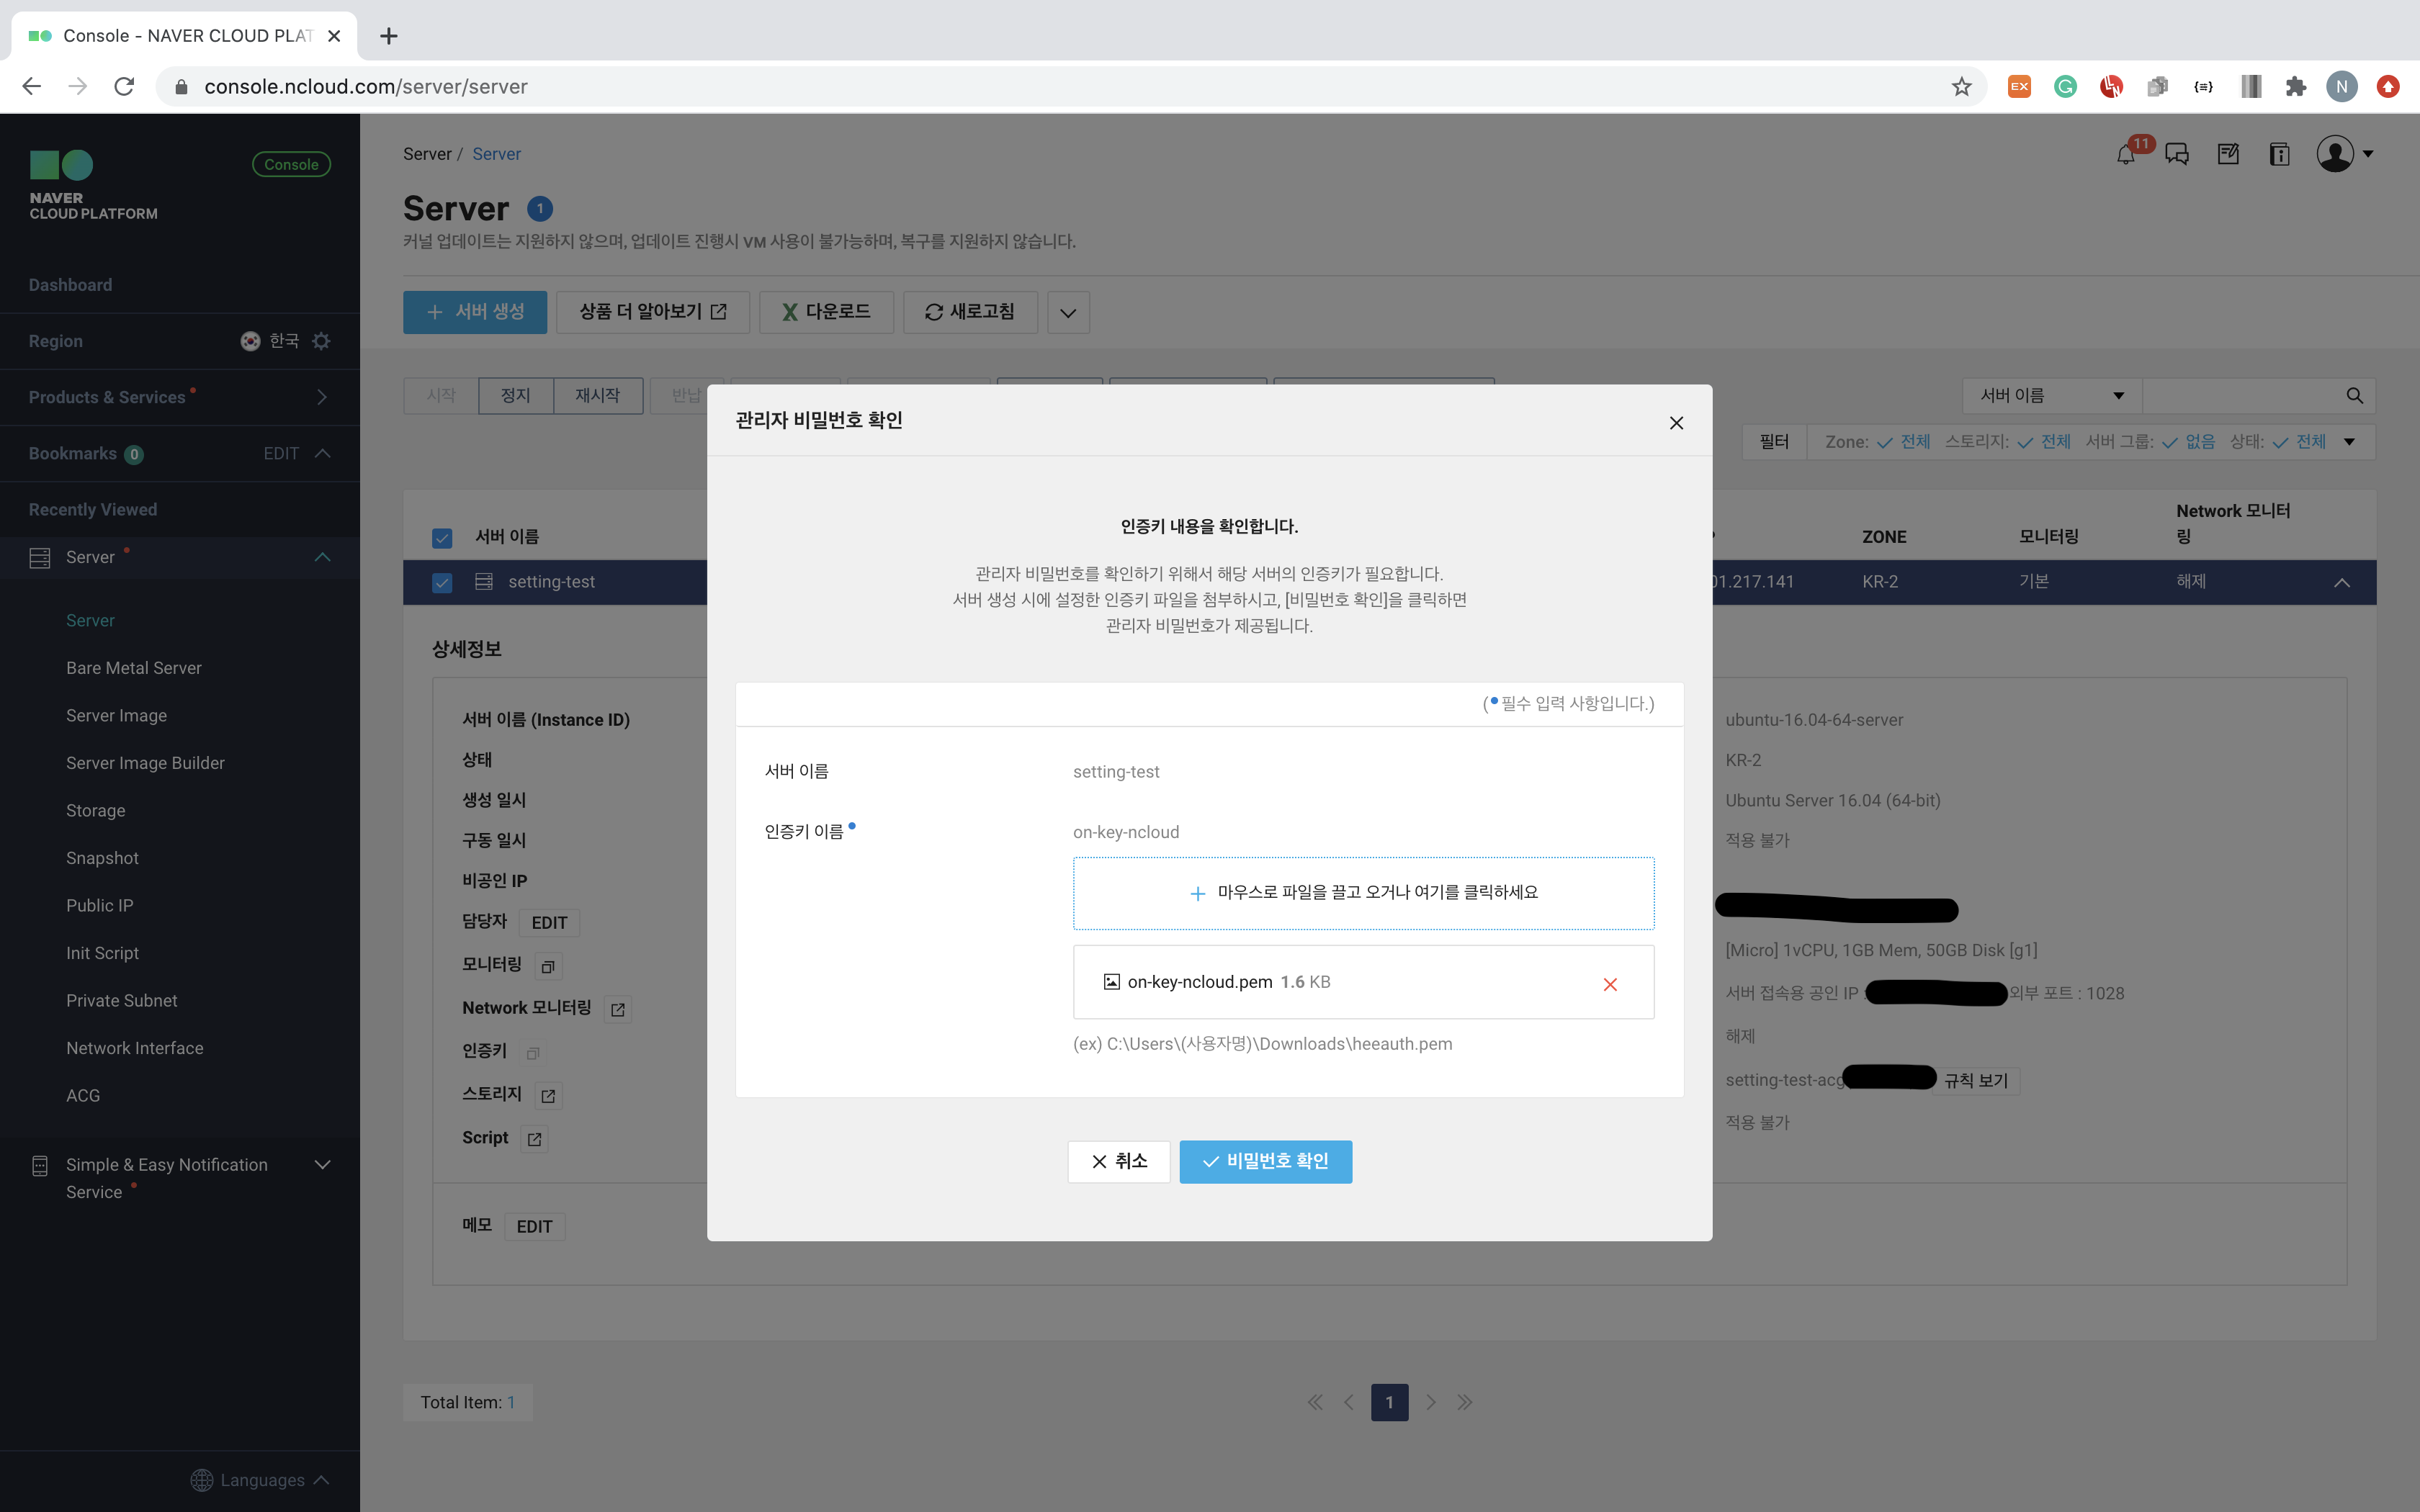 Console - NAVER CLOUD PLAT
console.ncloud.com/server/server
EX
N
NAVER
CLOUD PLATFORM
Console
Dashboard
Region 한국
Products & Services
Bookmarks 0 EDIT
Recently Viewed
Server
Server
Bare Metal Server
Server Image
Server Image Builder
Storage
Snapshot
Public IP
Init Script
Private Subnet
Network Interface
ACG
Simple & Easy Notification
Service
Languages
Server / Server
11
Server 1
커널 업데이트는 지원하지 않으며, 업데이트 진행시 VM 사용이 불가능하며, 복구를 지원하지 않습니다.
서버 생성 상품 더 알아보기 다운로드 새로고침
시작 정지 재시작 반납
서버 이름
필터 Zone: 전체 스토리지: 전체 서버 그룹: 없음 상태: 전체
서버 이름 ZONE 모니터링 Network 모니터
링
setting-test 01.217.141 KR-2 기본 해제
상세정보
서버 이름 (Instance ID)
상태
생성 일시
구동 일시
비공인 IP
담당자 EDIT
모니터링
Network 모니터링
인증키
스토리지
Script
메모 EDIT
ubuntu-16.04-64-server
KR-2
Ubuntu Server 16.04 (64-bit)
적용 불가
[Micro] 1vCPU, 1GB Mem, 50GB Disk [g1]
서버 접속용 공인 IP : 외부 포트 : 1028
해제
setting-test-acg 규칙 보기
적용 불가
관리자 비밀번호 확인
인증키 내용을 확인합니다.
관리자 비밀번호를 확인하기 위해서 해당 서버의 인증키가 필요합니다.
서버 생성 시에 설정한 인증키 파일을 첨부하시고, [비밀번호 확인]을 클릭하면
관리자 비밀번호가 제공됩니다.
(•필수 입력 사항입니다.)
서버 이름 setting-test
인증키 이름 • on-key-ncloud
+ 마우스로 파일을 끌고 오거나 여기를 클릭하세요
on-key-ncloud.pem 1.6 KB
(ex) C:\Users\(사용자명)\Downloads\heeauth.pem
취소 비밀번호 확인
Total Item: 1
1